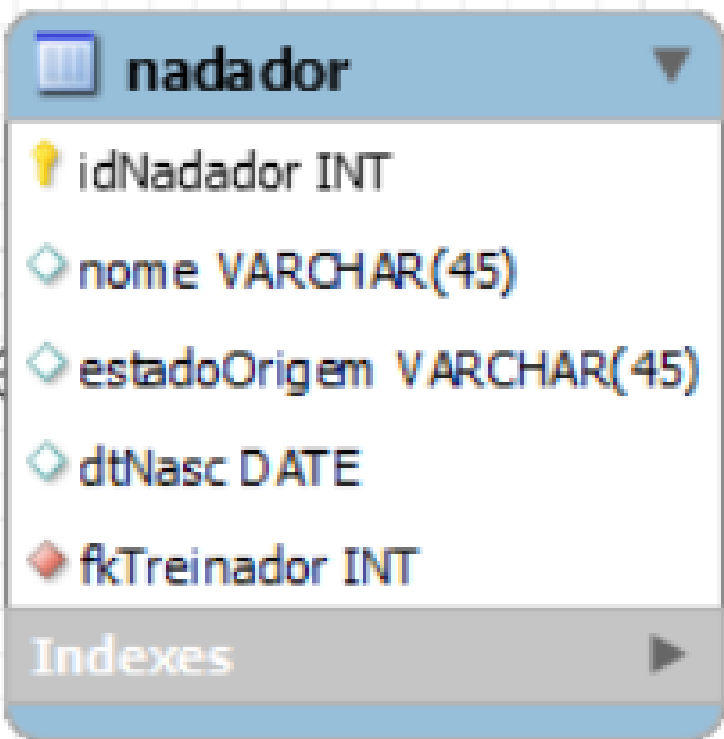 nadador
idNadador INT
nome VARCHAR(45)
estadoOrigem VARCHAR(45)
dtNasc DATE
fkTreinador INT
Indexes